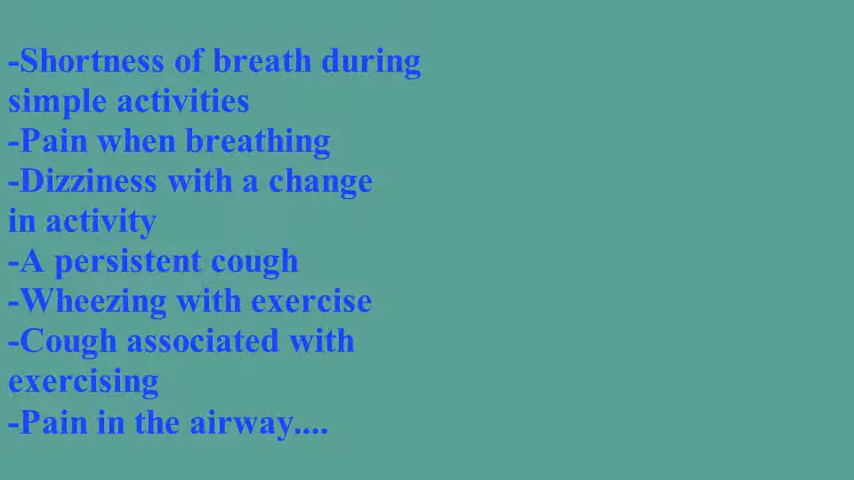 -Shortness of breath during
simple activities
-Pain when breathing
-Dizziness with a change
in activity
-A persistent cough
-Wheezing with exercise
-Cough associated with
exercising
-Pain in the airway....